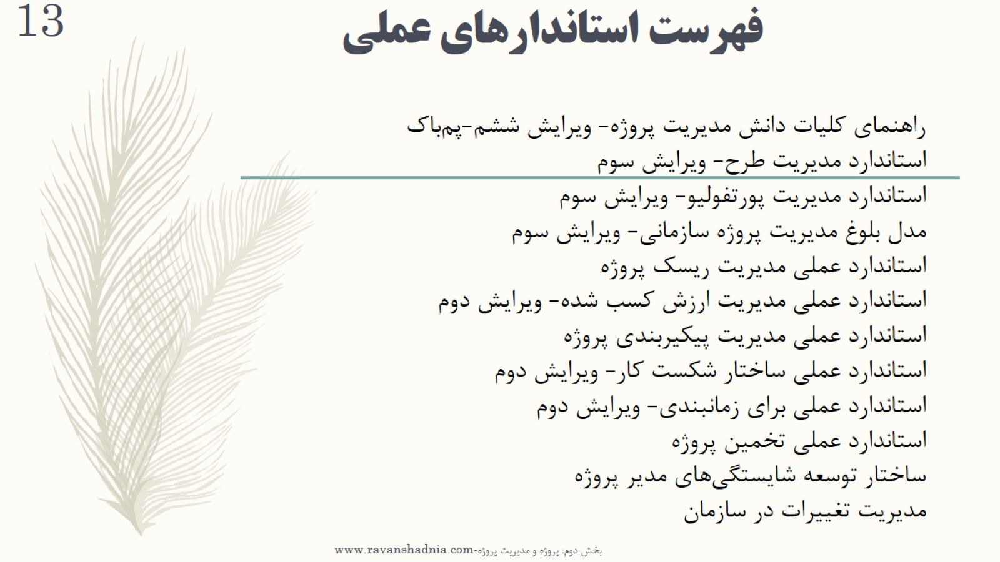 13
فهرست استاندارهای عملی
راهنمای کلیات دانش مدیریت پروژه- ویرایش ششم-پم‌باک
استاندارد مدیریت طرح- ویرایش سوم
استاندارد مدیریت پورتفولیو- ویرایش سوم
مدل بلوغ مدیریت پروژه سازمانی- ویرایش سوم
استاندارد عملی مدیریت ریسک پروژه
استاندارد عملی مدیریت ارزش کسب شده- ویرایش دوم
استاندارد عملی مدیریت پیکیربندی پروژه
استاندارد عملی ساختار شکست کار- ویرایش دوم
استاندارد عملی برای زمانبندی- ویرایش دوم
استاندارد عملی تخمین پروژه
ساختار توسعه شایستگی‌های مدیر پروژه
مدیریت تغییرات در سازمان
بخش دوم: پروژه و مدیریت پروژه-www.ravanshadnia.com